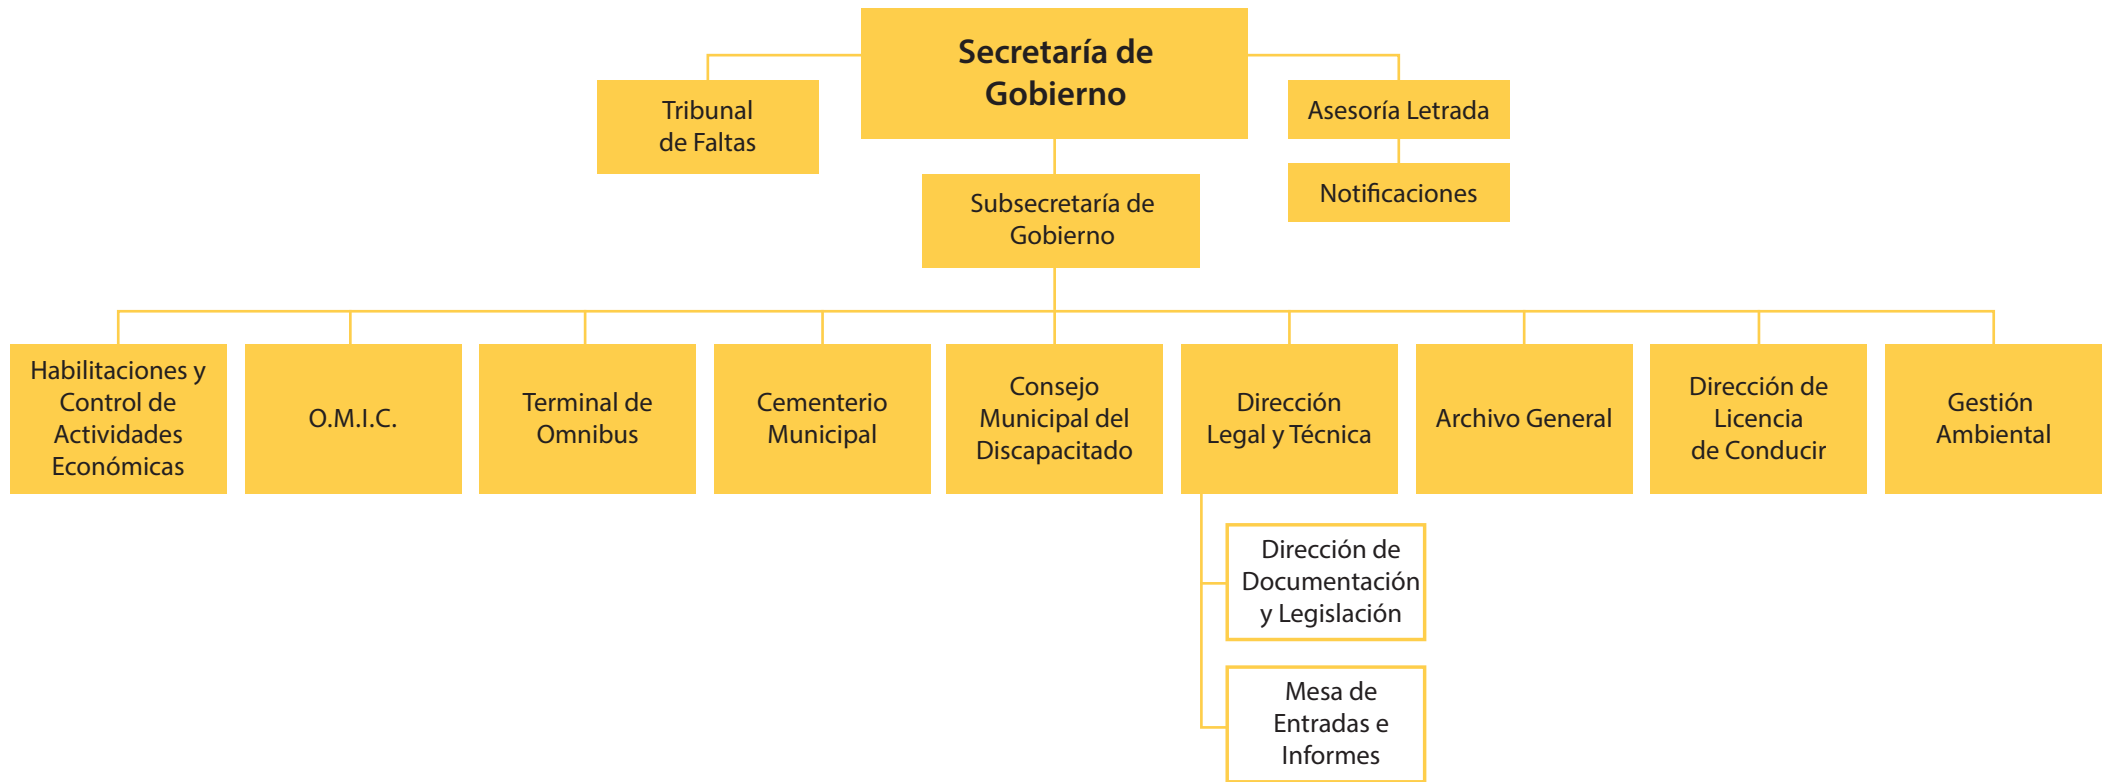 Secretaría de
Gobierno
Tribunal
de Faltas
Asesoría Letrada
Notificaciones
Subsecretaría de
Gobierno
Habilitaciones y
Control de
Actividades
Económicas
O.M.I.C.
Terminal de
Omnibus
Cementerio
Municipal
Consejo
Municipal del
Discapacitado
Dirección
Legal y Técnica
Archivo General
Dirección de
Licencia
de Conducir
Gestión
Ambiental
Dirección de
Documentación
y Legislación
Mesa de
Entradas e
Informes